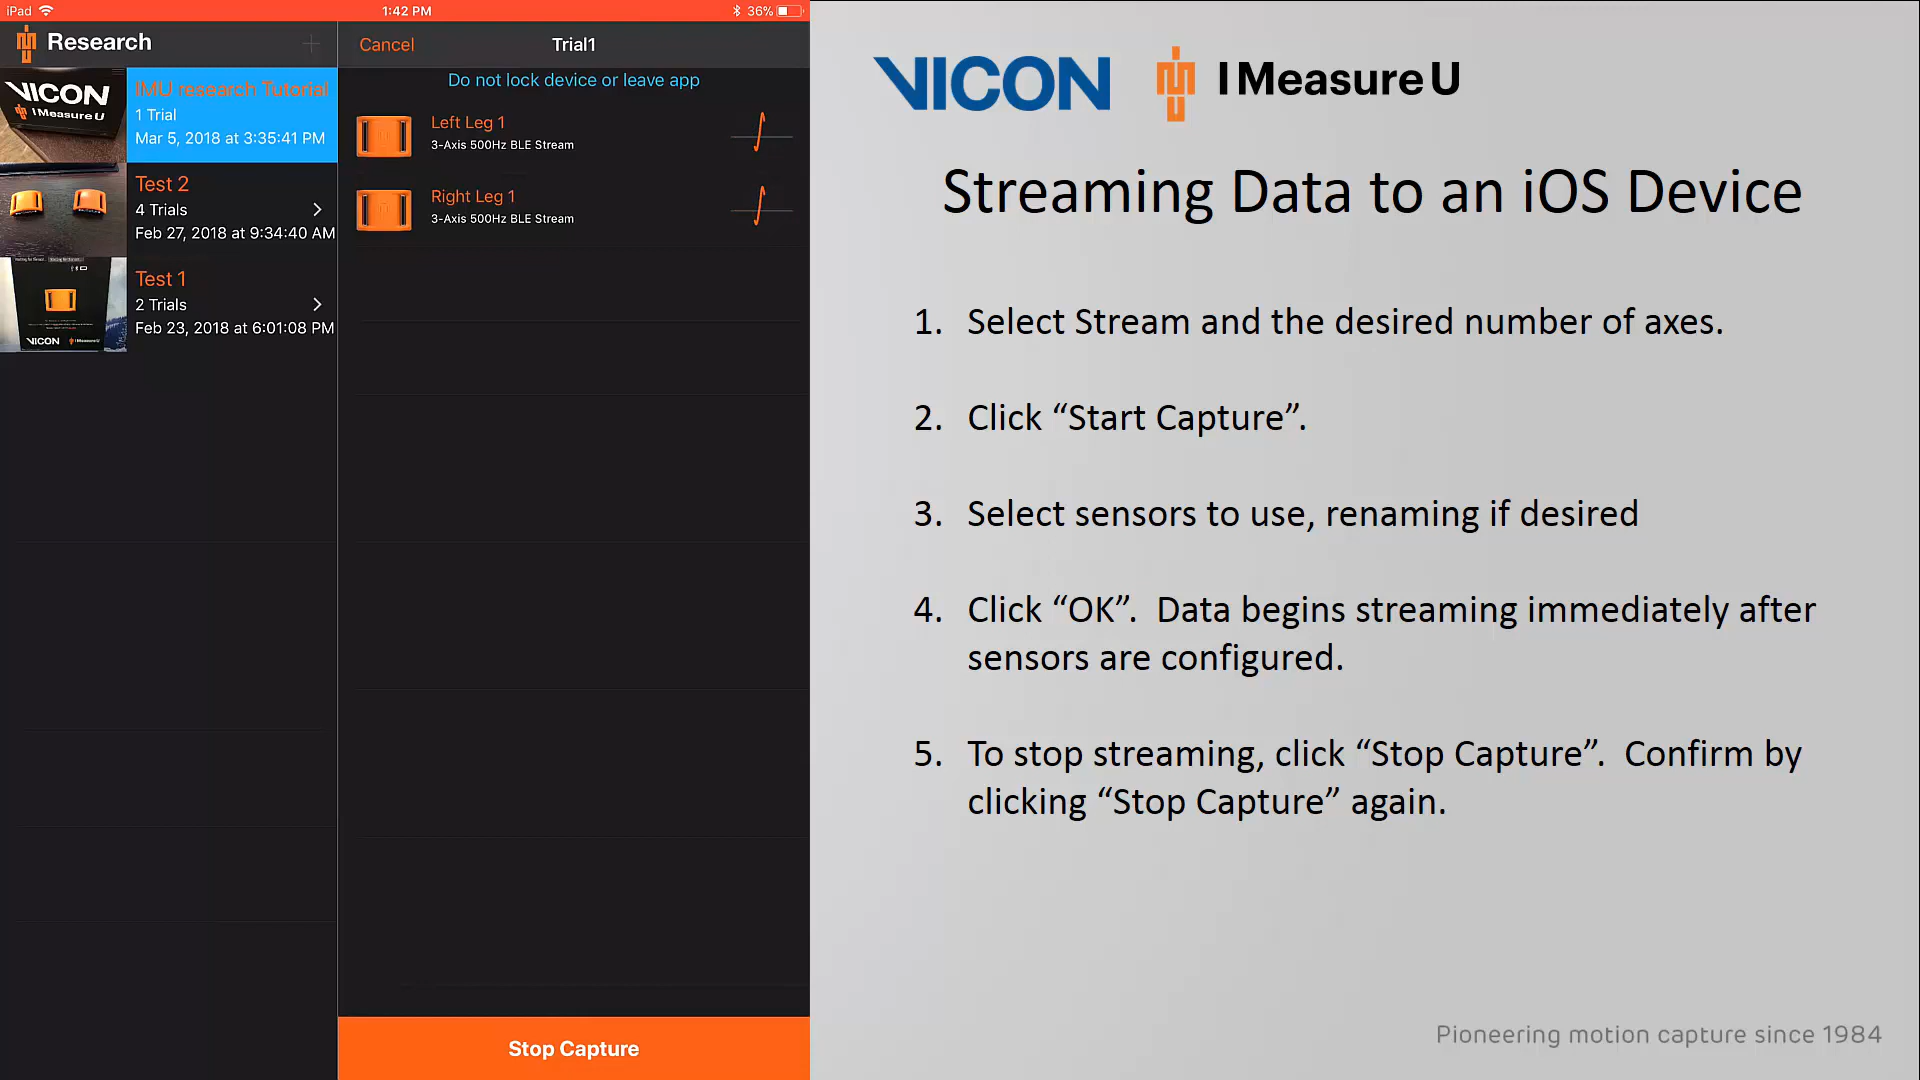 iPad
1:42 PM
36%
Research
Cancel
Trial1
Do not lock device or leave app
VICON
I Measure U
IMU research Tutorial
1 Trial
Mar 5, 2018 at 3:35:41 PM
Test 2
4 Trials
Feb 27, 2018 at 9:34:40 AM
Test 1
2 Trials
Feb 23, 2018 at 6:01:08 PM
VICON
I Measure U
Left Leg 1
3-Axis 500Hz BLE Stream
Right Leg 1
3-Axis 500Hz BLE Stream
Stop Capture
VICON
I Measure U
Streaming Data to an iOS Device
1. Select Stream and the desired number of axes.
2. Click “Start Capture”.
3. Select sensors to use, renaming if desired
4. Click “OK”.  Data begins streaming immediately after
sensors are configured.
5. To stop streaming, click “Stop Capture”.  Confirm by
clicking “Stop Capture” again.
Pioneering motion capture since 1984